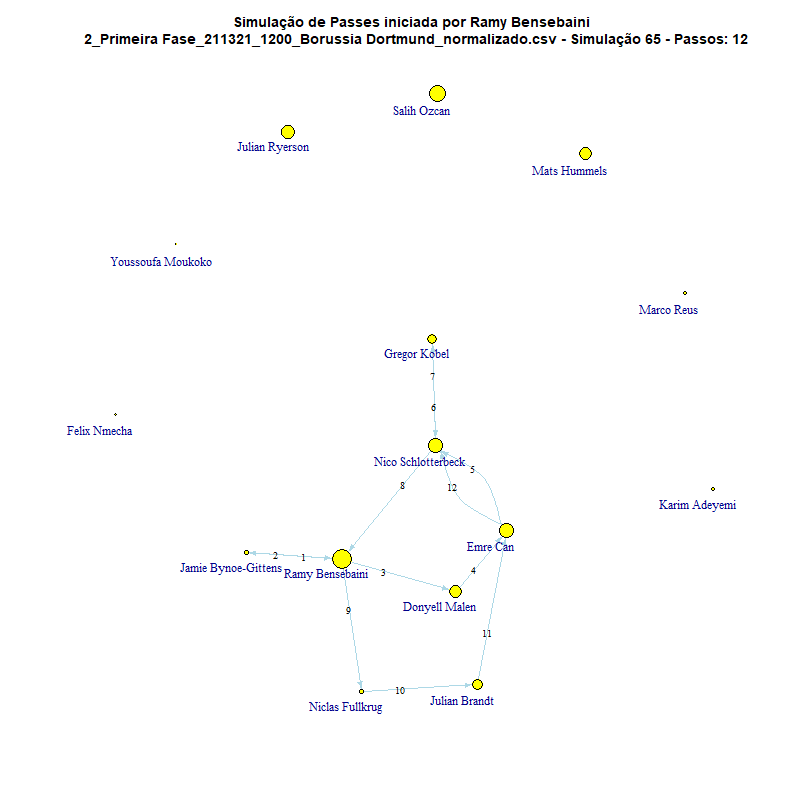 Simulação de Passes iniciada por Ramy Bensebaini
2_Primeira Fase_211321_1200_Borussia Dortmund_normalizado.csv - Simulação 65 - Passos: 12
Salih Ozcan
Julian Ryerson
Mats Hummels
Youssoufa Moukoko
Marco Reus
Gregor Kobel
7
6
Felix Nmecha
Nico Schlotterbeck
5
8
12
Karim Adeyemi
Emre Can
2
1
Jamie Bynoe-Gittens
Ramy Bensebaini
3
4
Donyell Malen
9
11
10
Niclas Fullkrug
Julian Brandt